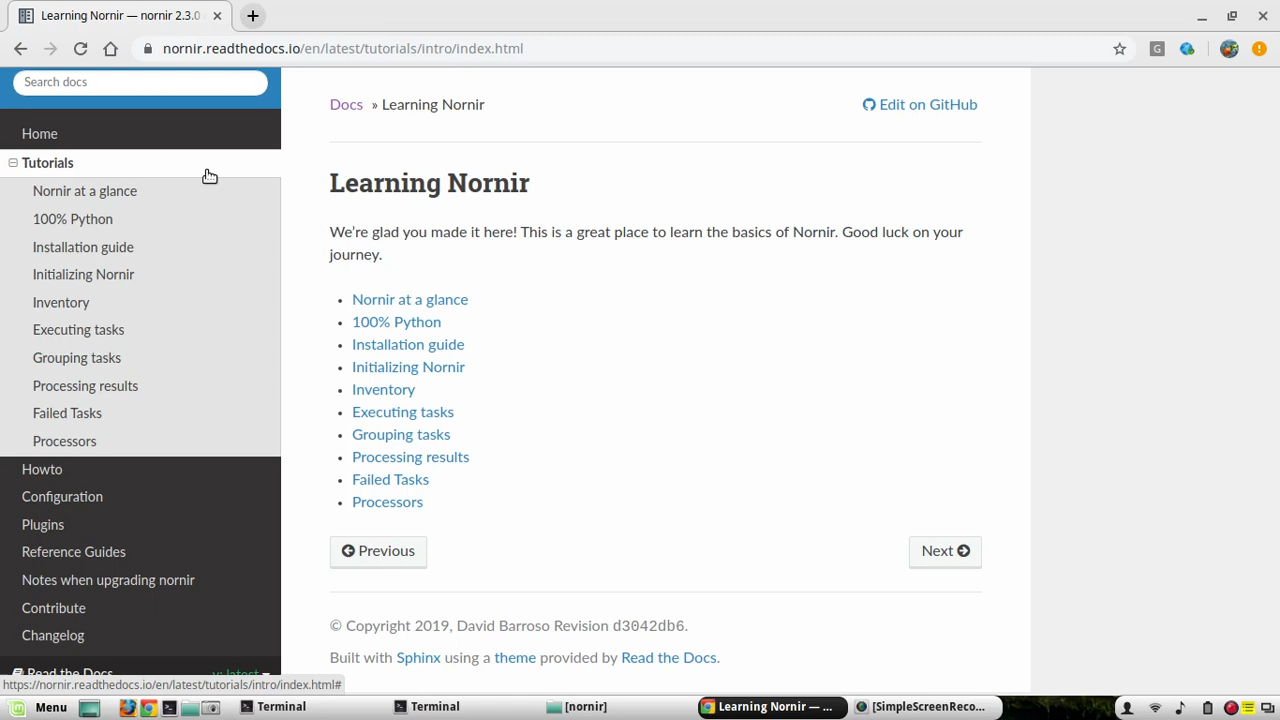 Learning Nornir — nornir 2.3.0
nornir.readthedocs.io/en/latest/tutorials/intro/index.html
Search docs
Home
Tutorials
Nornir at a glance
100% Python
Installation guide
Initializing Nornir
Inventory
Executing tasks
Grouping tasks
Processing results
Failed Tasks
Processors
Howto
Configuration
Plugins
Reference Guides
Notes when upgrading nornir
Contribute
Changelog
Read the Docs v: latest
https://nornir.readthedocs.io/en/latest/tutorials/intro/index.html#
Docs » Learning Nornir
Edit on GitHub
Learning Nornir
We're glad you made it here! This is a great place to learn the basics of Nornir. Good luck on your
journey.
Nornir at a glance
100% Python
Installation guide
Initializing Nornir
Inventory
Executing tasks
Grouping tasks
Processing results
Failed Tasks
Processors
Previous
Next
© Copyright 2019, David Barroso Revision d3042db6.
Built with Sphinx using a theme provided by Read the Docs.
Menu
Terminal
Terminal
[nornir]
Learning Nornir — ...
[SimpleScreenReco...